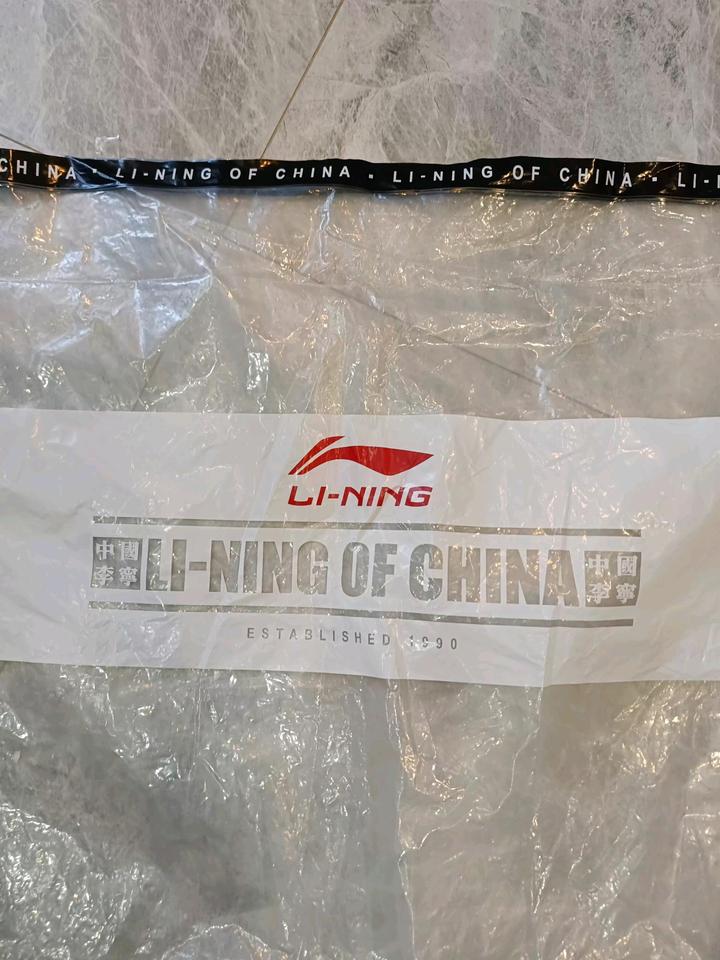 CHINA ▪ LI-NING OF CHINA ▪ LI-NING OF CHINA ▪ LI-
LI-NING
中國李寧 LI-NING OF CHINA 中國李寧
ESTABLISHED 1990